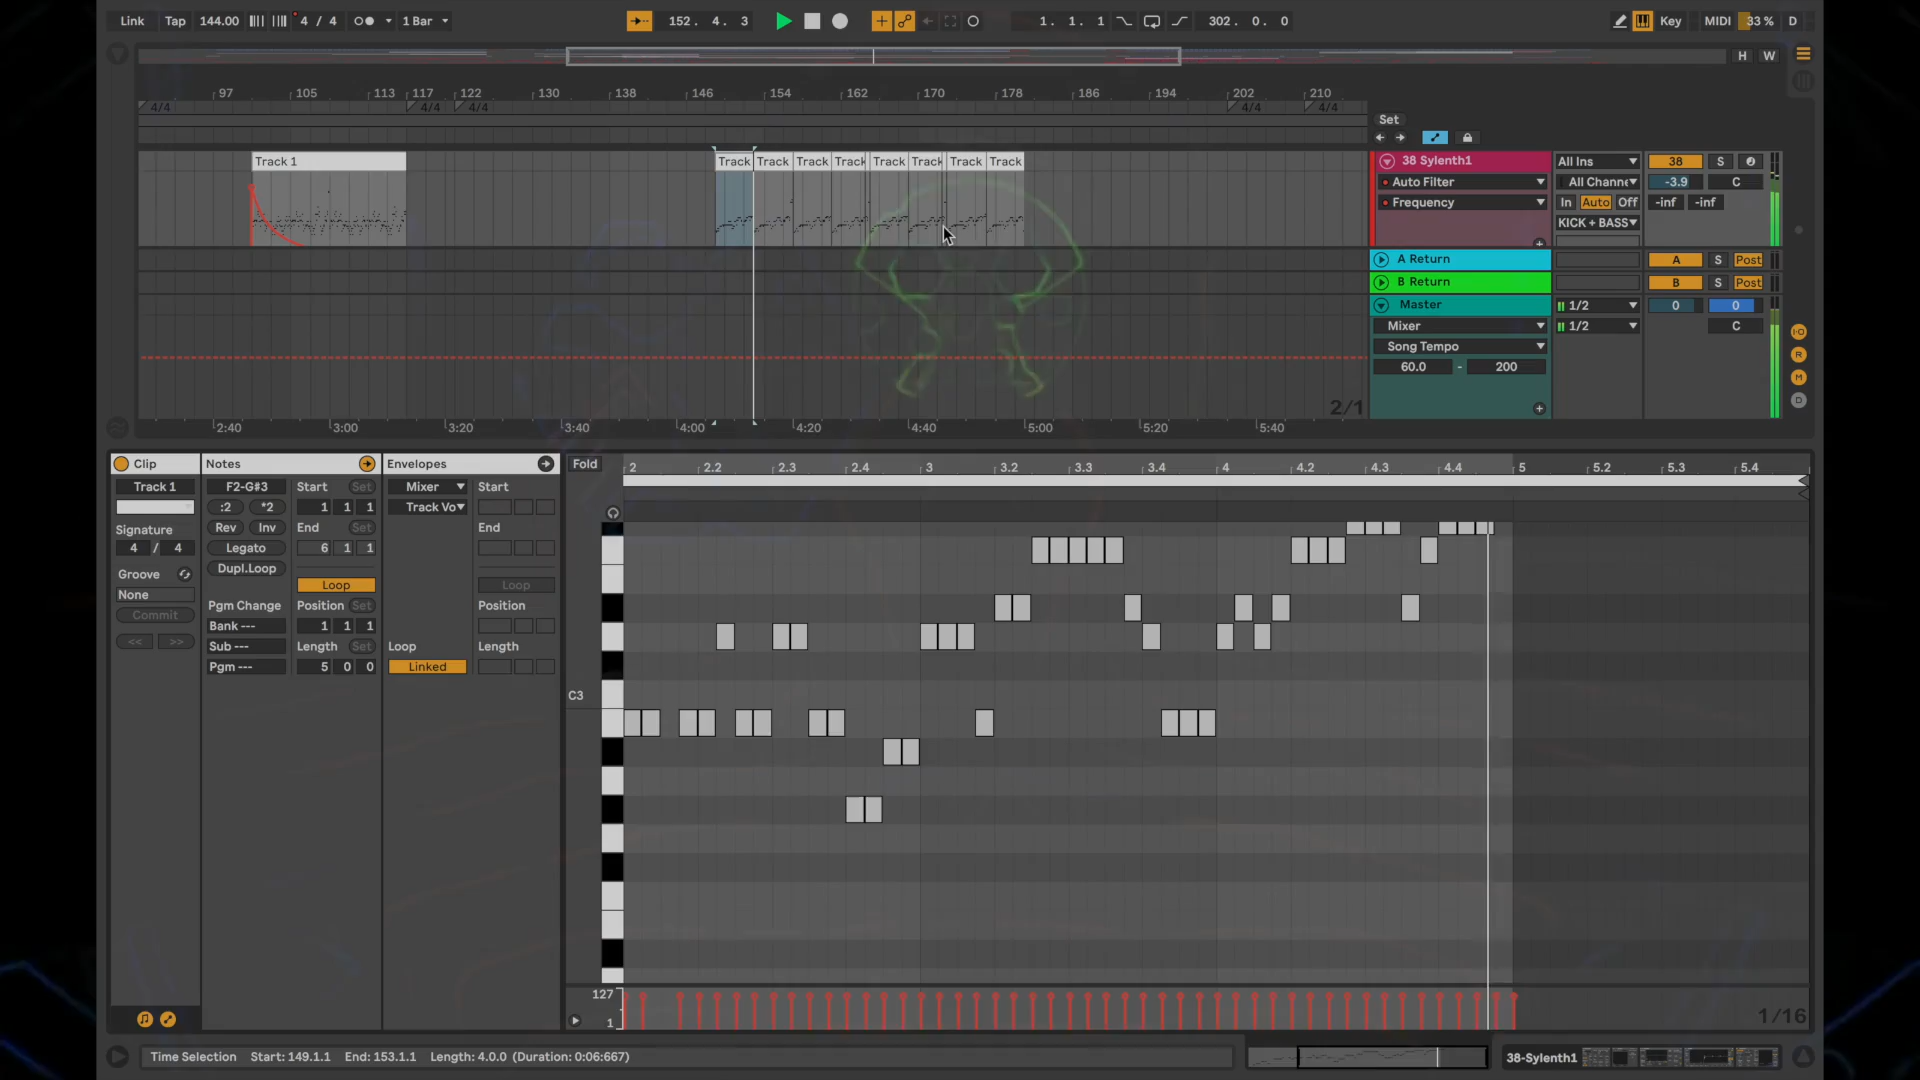 Link Tap 144.00 4 / 4 1 Bar 152. 4. 3 1. 1. 1 302. 0. 0 Key MIDI 33 % D
H W
97 105 113 117 122 130 138 146 154 162 170 178 186 194 202 210
4/4 4/4 4/4 4/4 4/4
Set
Track 1 Track Track Track Track Track Track Track Track
38 Sylenth1 All Ins 38 S
Auto Filter All Channe -3.9 C
Frequency In Auto Off -inf -inf
KICK + BASS
A Return A S Post
B Return B S Post
Master 1/2 0 0
Mixer 1/2 C
Song Tempo
60.0 - 200
2/1
I-O
R
M
D
2:40 3:00 3:20 3:40 4:00 4:20 4:40 5:00 5:20 5:40
Clip Notes Envelopes Fold 2 2.2 2.3 2.4 3 3.2 3.3 3.4 4 4.2 4.3 4.4 5 5.2 5.3 5.4
Track 1 F2-G#3 Start Set Mixer Start
:2 *2 1 1 1 Track Vo
Signature Rev Inv End End
4 / 4 Legato 6 1 1
Groove Dupl.Loop Loop Loop
None Pgm Change Position Set Position
Commit Bank --- 1 1 1
<< >> Sub --- Length Set Loop Length
Pgm --- 5 0 0 Linked
C3
127
1
1/16
Time Selection Start: 149.1.1 End: 153.1.1 Length: 4.0.0 (Duration: 0:06:667) 38-Sylenth1